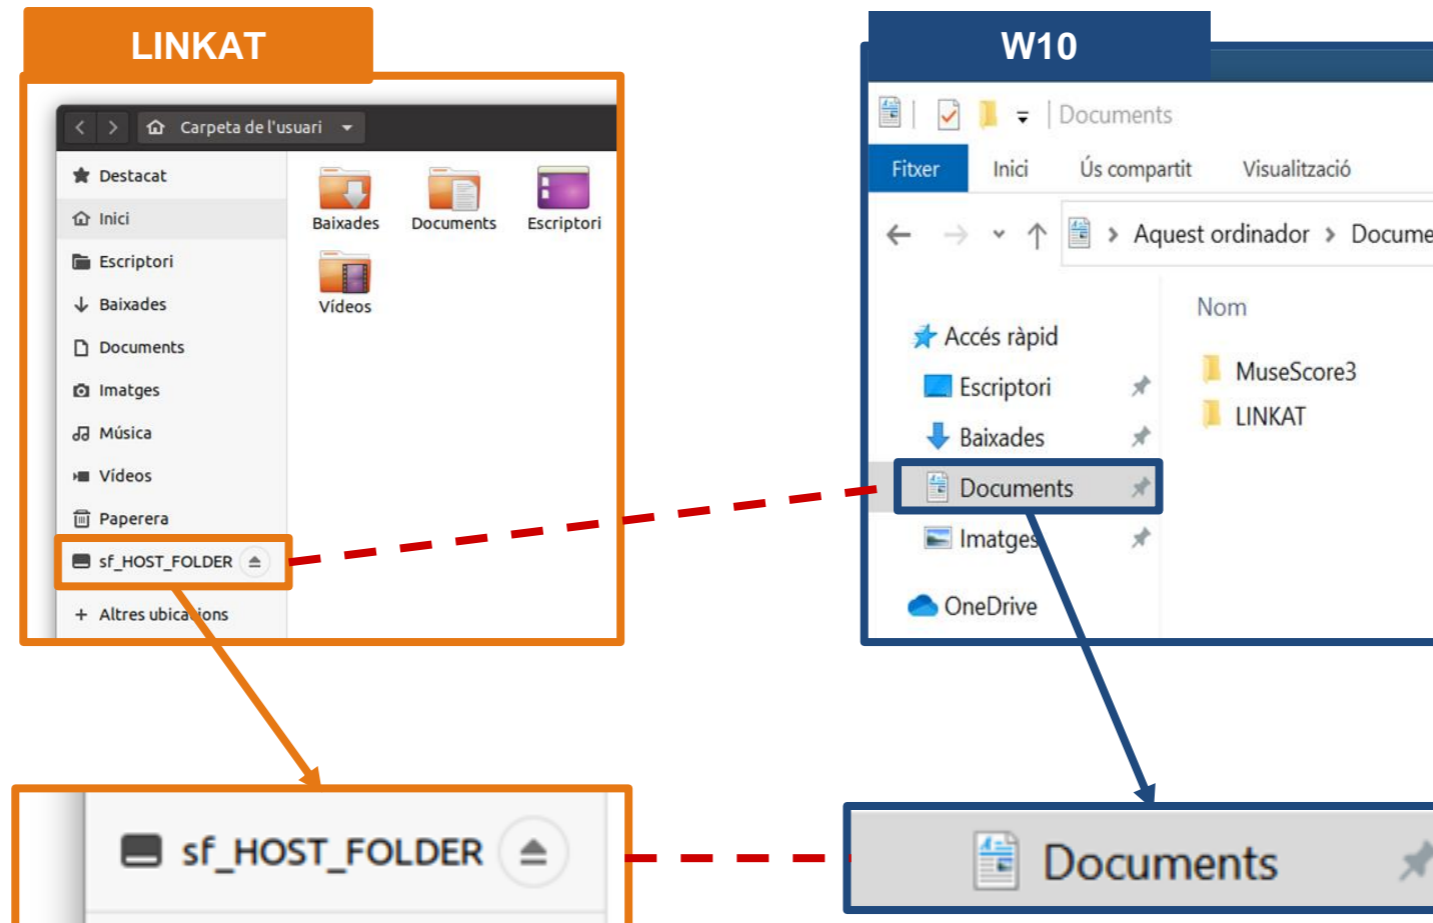 LINKAT
Carpeta de l'usuari
Destacat
Inici
Escriptori
Baixades
Documents
Imatges
Música
Vídeos
Paperera
sf_HOST_FOLDER
Altres ubicacions
Baixades
Documents
Escriptori
Vídeos
W10
Documents
Fitxer Inici Ús compartit Visualització
Aquest ordinador > Docume
Accés ràpid
Escriptori
Baixades
Documents
Imatges
OneDrive
Nom
MuseScore3
LINKAT
sf_HOST_FOLDER
Documents